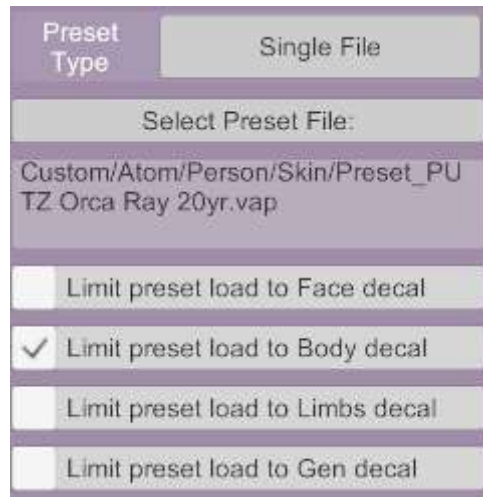 Preset
Type
Single File
Select Preset File:
Custom/Atom/Person/Skin/Preset_PU
TZ Orca Ray 20yr.vap
Limit preset load to Face decal
Limit preset load to Body decal
Limit preset load to Limbs decal
Limit preset load to Gen decal